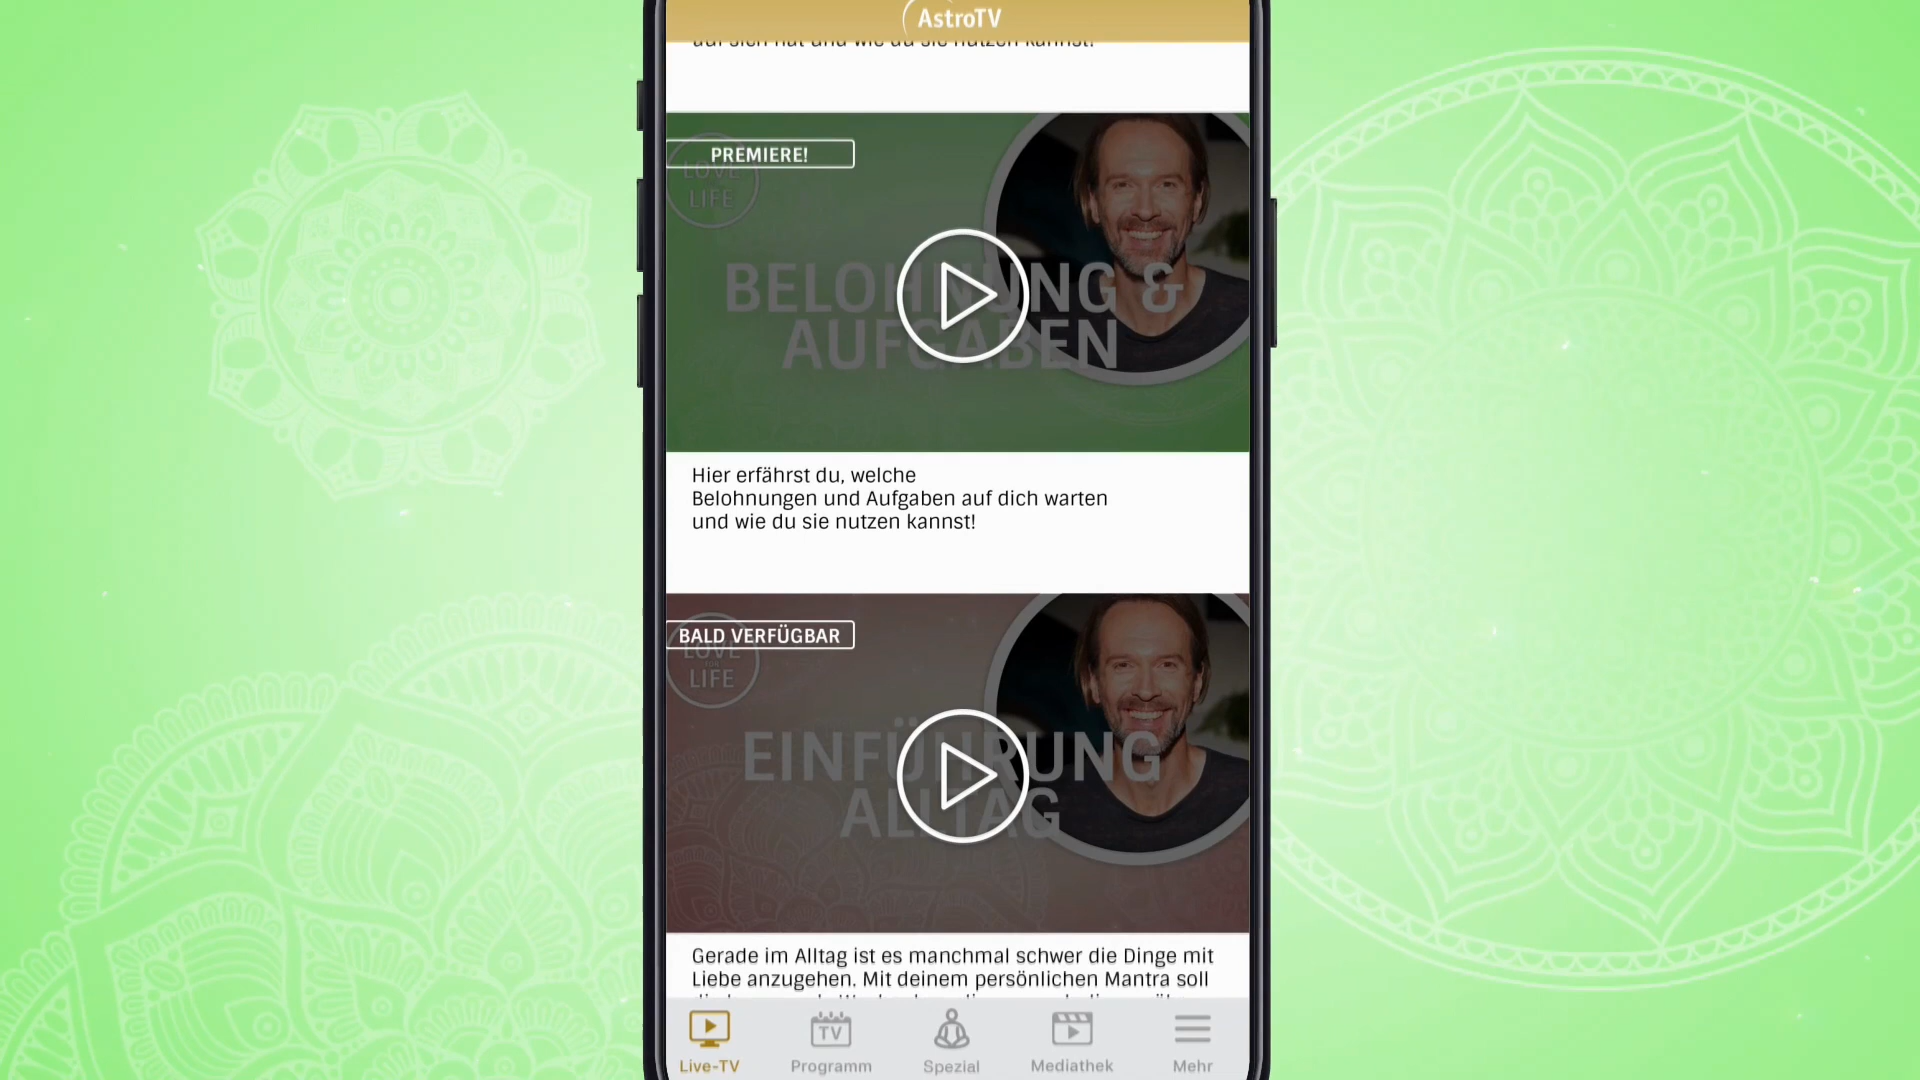 AstroTV
auf sich hat und wie du sie nutzen kannst!
PREMIERE!
LOVE
LIFE
BELOHNUNG &
AUFGABEN
Hier erfährst du, welche
Belohnungen und Aufgaben auf dich warten
und wie du sie nutzen kannst!
BALD VERFÜGBAR
LOVE
LIFE
EINFÜHRUNG
ALLTAG
Gerade im Alltag ist es manchmal schwer die Dinge mit
Liebe anzugehen. Mit deinem persönlichen Mantra soll
TV
Live-TV
Programm
Spezial
Mediathek
Mehr